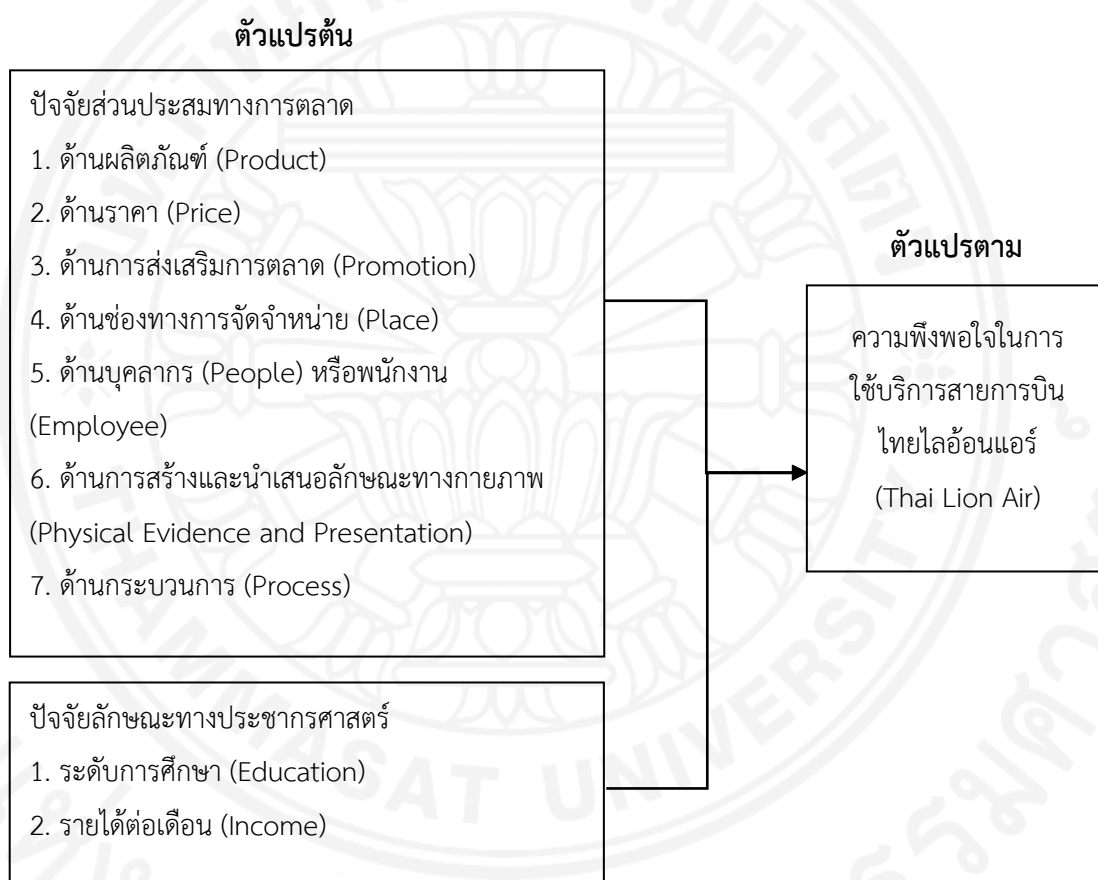 ตัวแปรต้น
ปัจจัยส่วนประสมทางการตลาด
1. ด้านผลิตภัณฑ์ (Product)
2. ด้านราคา (Price)
3. ด้านการส่งเสริมการตลาด (Promotion)
4. ด้านช่องทางการจัดจำหน่าย (Place)
5. ด้านบุคลากร (People) หรือพนักงาน
(Employee)
6. ด้านการสร้างและนำเสนอลักษณะทางกายภาพ
(Physical Evidence and Presentation)
7. ด้านกระบวนการ (Process)
ปัจจัยลักษณะทางประชากรศาสตร์
1. ระดับการศึกษา (Education)
2. รายได้ต่อเดือน (Income)
ตัวแปรตาม
ความพึงพอใจในการ
ใช้บริการสายการบิน
ไทยไลอ้อนแอร์
(Thai Lion Air)
THAMMASAT UNIVERSIT